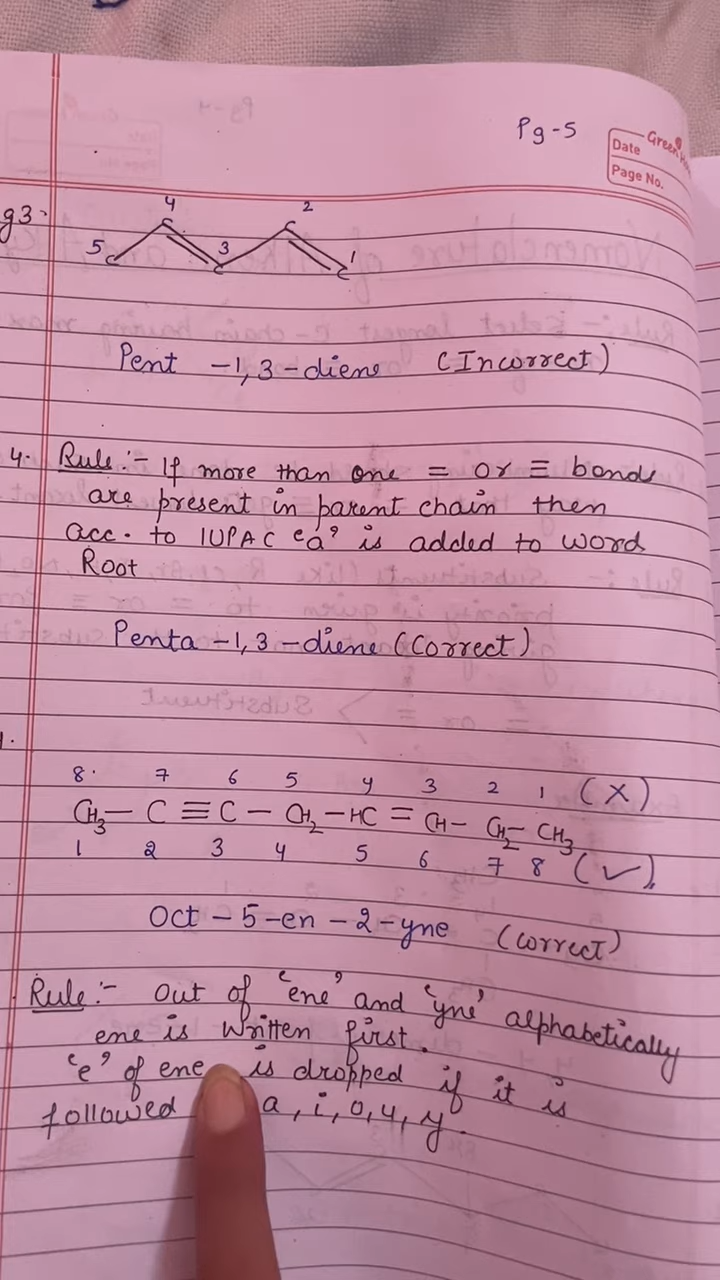 Pg-5
Green
Date
Page No.
g3.
4 2
5 3 1
Pent -1,3-diene (Incorrect)
4. Rule:- If more than one = or ≡ bonds
are present in parent chain then
acc. to IUPAC 'a' is added to word
Root
Penta -1,3-diene (Correct)
8. 7 6 5 4 3 2 1 (X)
CH3- C ≡ C - CH2-HC = CH- CH2- CH3
1 2 3 4 5 6 7 8 (✓)
Oct - 5-en - 2-yne (correct)
Rule:- Out of 'ene' and 'yne' alphabetically
ene is written first.
'e' of ene is dropped if it is
followed a, i, o, u, y.